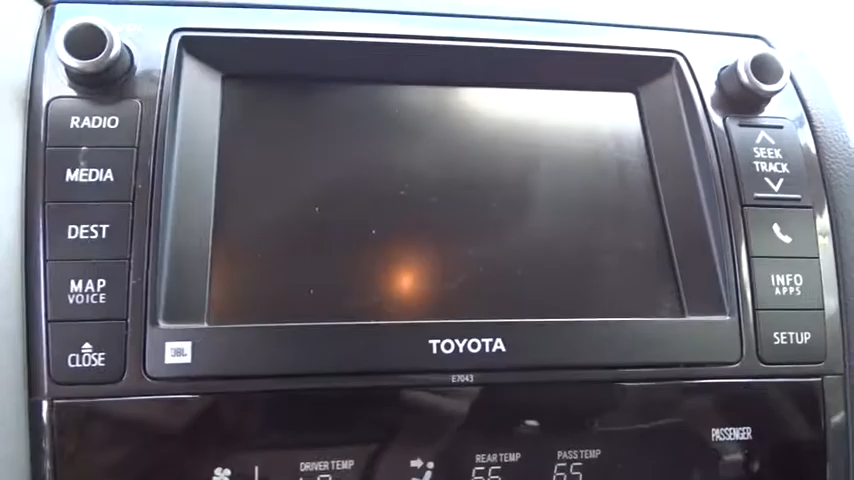 RADIO
MEDIA
DEST
MAP
VOICE
CLOSE
SEEK
TRACK
INFO
APPS
SETUP
JBL
TOYOTA
E7043
PASSENGER
DRIVER TEMP
REAR TEMP
PASS TEMP
65